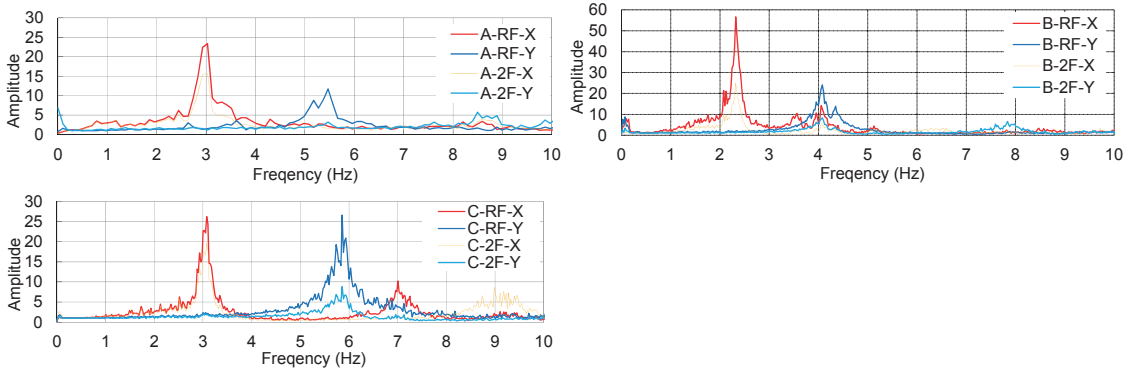 30
25
20
15
10
5
0
Amplitude
A-RF-X
A-RF-Y
A-2F-X
A-2F-Y
0 1 2 3 4 5 6 7 8 9 10
Freqency (Hz)
60
50
40
30
20
10
0
Amplitude
B-RF-X
B-RF-Y
B-2F-X
B-2F-Y
0 1 2 3 4 5 6 7 8 9 10
Freqency (Hz)
30
25
20
15
10
5
0
Amplitude
C-RF-X
C-RF-Y
C-2F-X
C-2F-Y
0 1 2 3 4 5 6 7 8 9 10
Freqency (Hz)